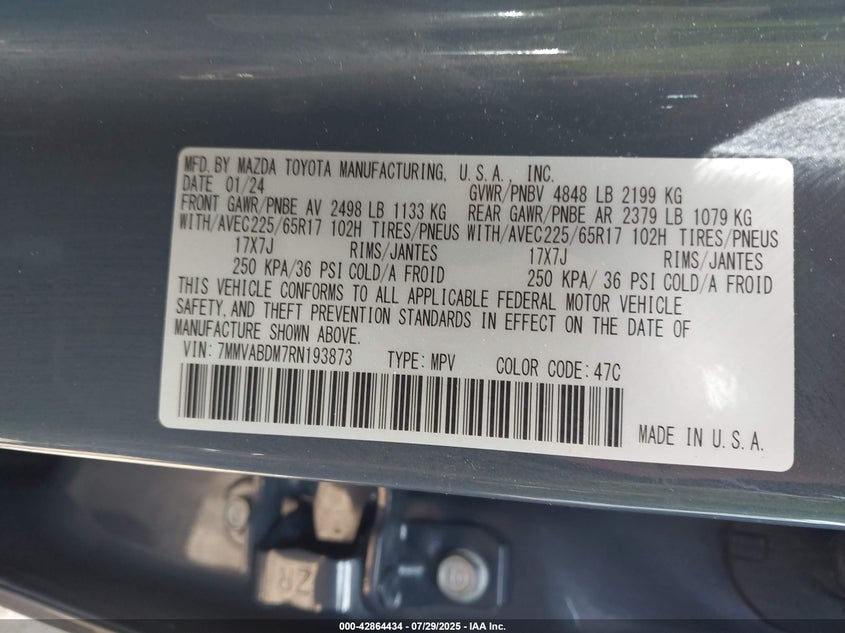 MFD. BY MAZDA TOYOTA MANUFACTURING, U.S.A., INC.
DATE 01/24 GVWR/PNBV 4848 LB 2199 KG
FRONT GAWR/PNBE AV 2498 LB 1133 KG REAR GAWR/PNBE AR 2379 LB 1079 KG
WITH/AVEC225/65R17 102H TIRES/PNEUS WITH/AVEC225/65R17 102H TIRES/PNEUS
17X7J RIMS/JANTES 17X7J RIMS/JANTES
250 KPA/36 PSI COLD/A FROID 250 KPA/ 36 PSI COLD/A FROID
THIS VEHICLE CONFORMS TO ALL APPLICABLE FEDERAL MOTOR VEHICLE
SAFETY, AND THEFT PREVENTION STANDARDS IN EFFECT ON THE DATE OF
MANUFACTURE SHOWN ABOVE.
VIN: 7MMVABDM7RN193873 TYPE: MPV COLOR CODE: 47C
MADE IN U.S.A.
ZR
000-42864434 - 07/29/2025 - IAA Inc.